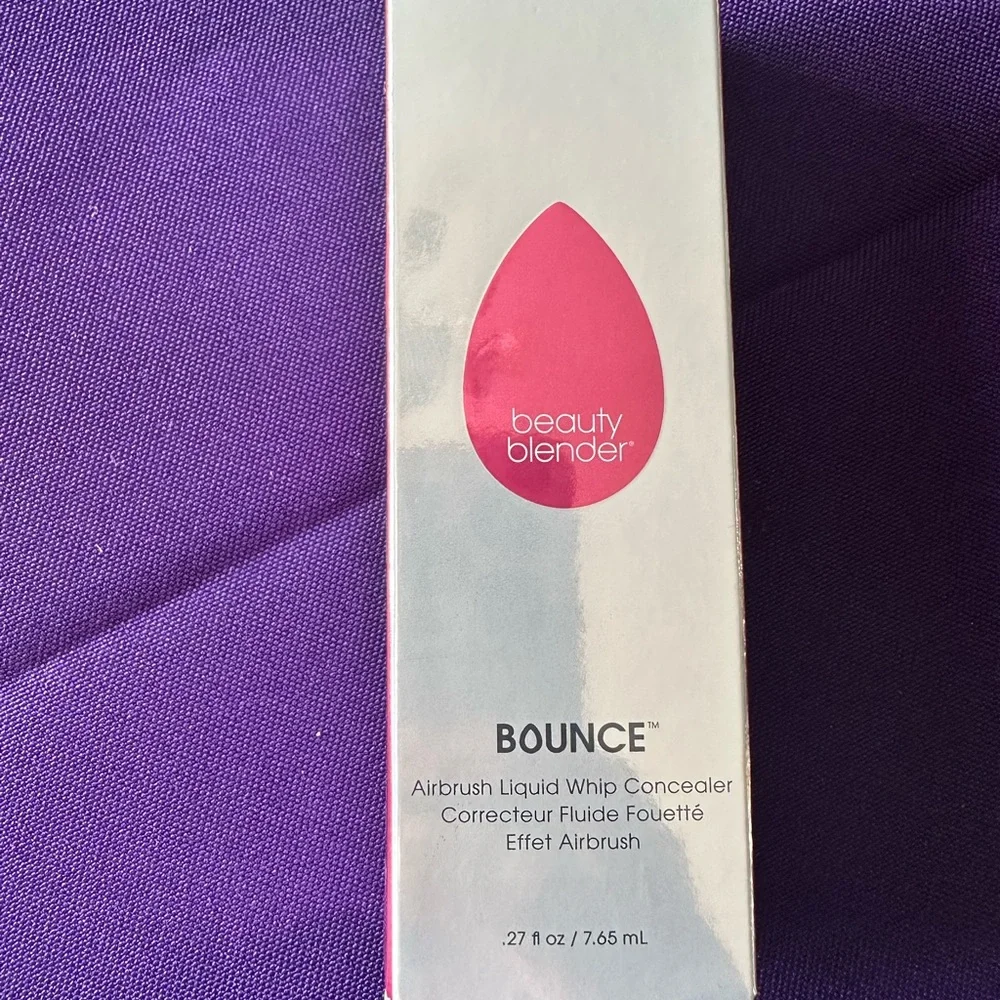 beauty
blender®
BOUNCE™
Airbrush Liquid Whip Concealer
Correcteur Fluide Fouetté
Effet Airbrush
.27 fl oz / 7.65 mL